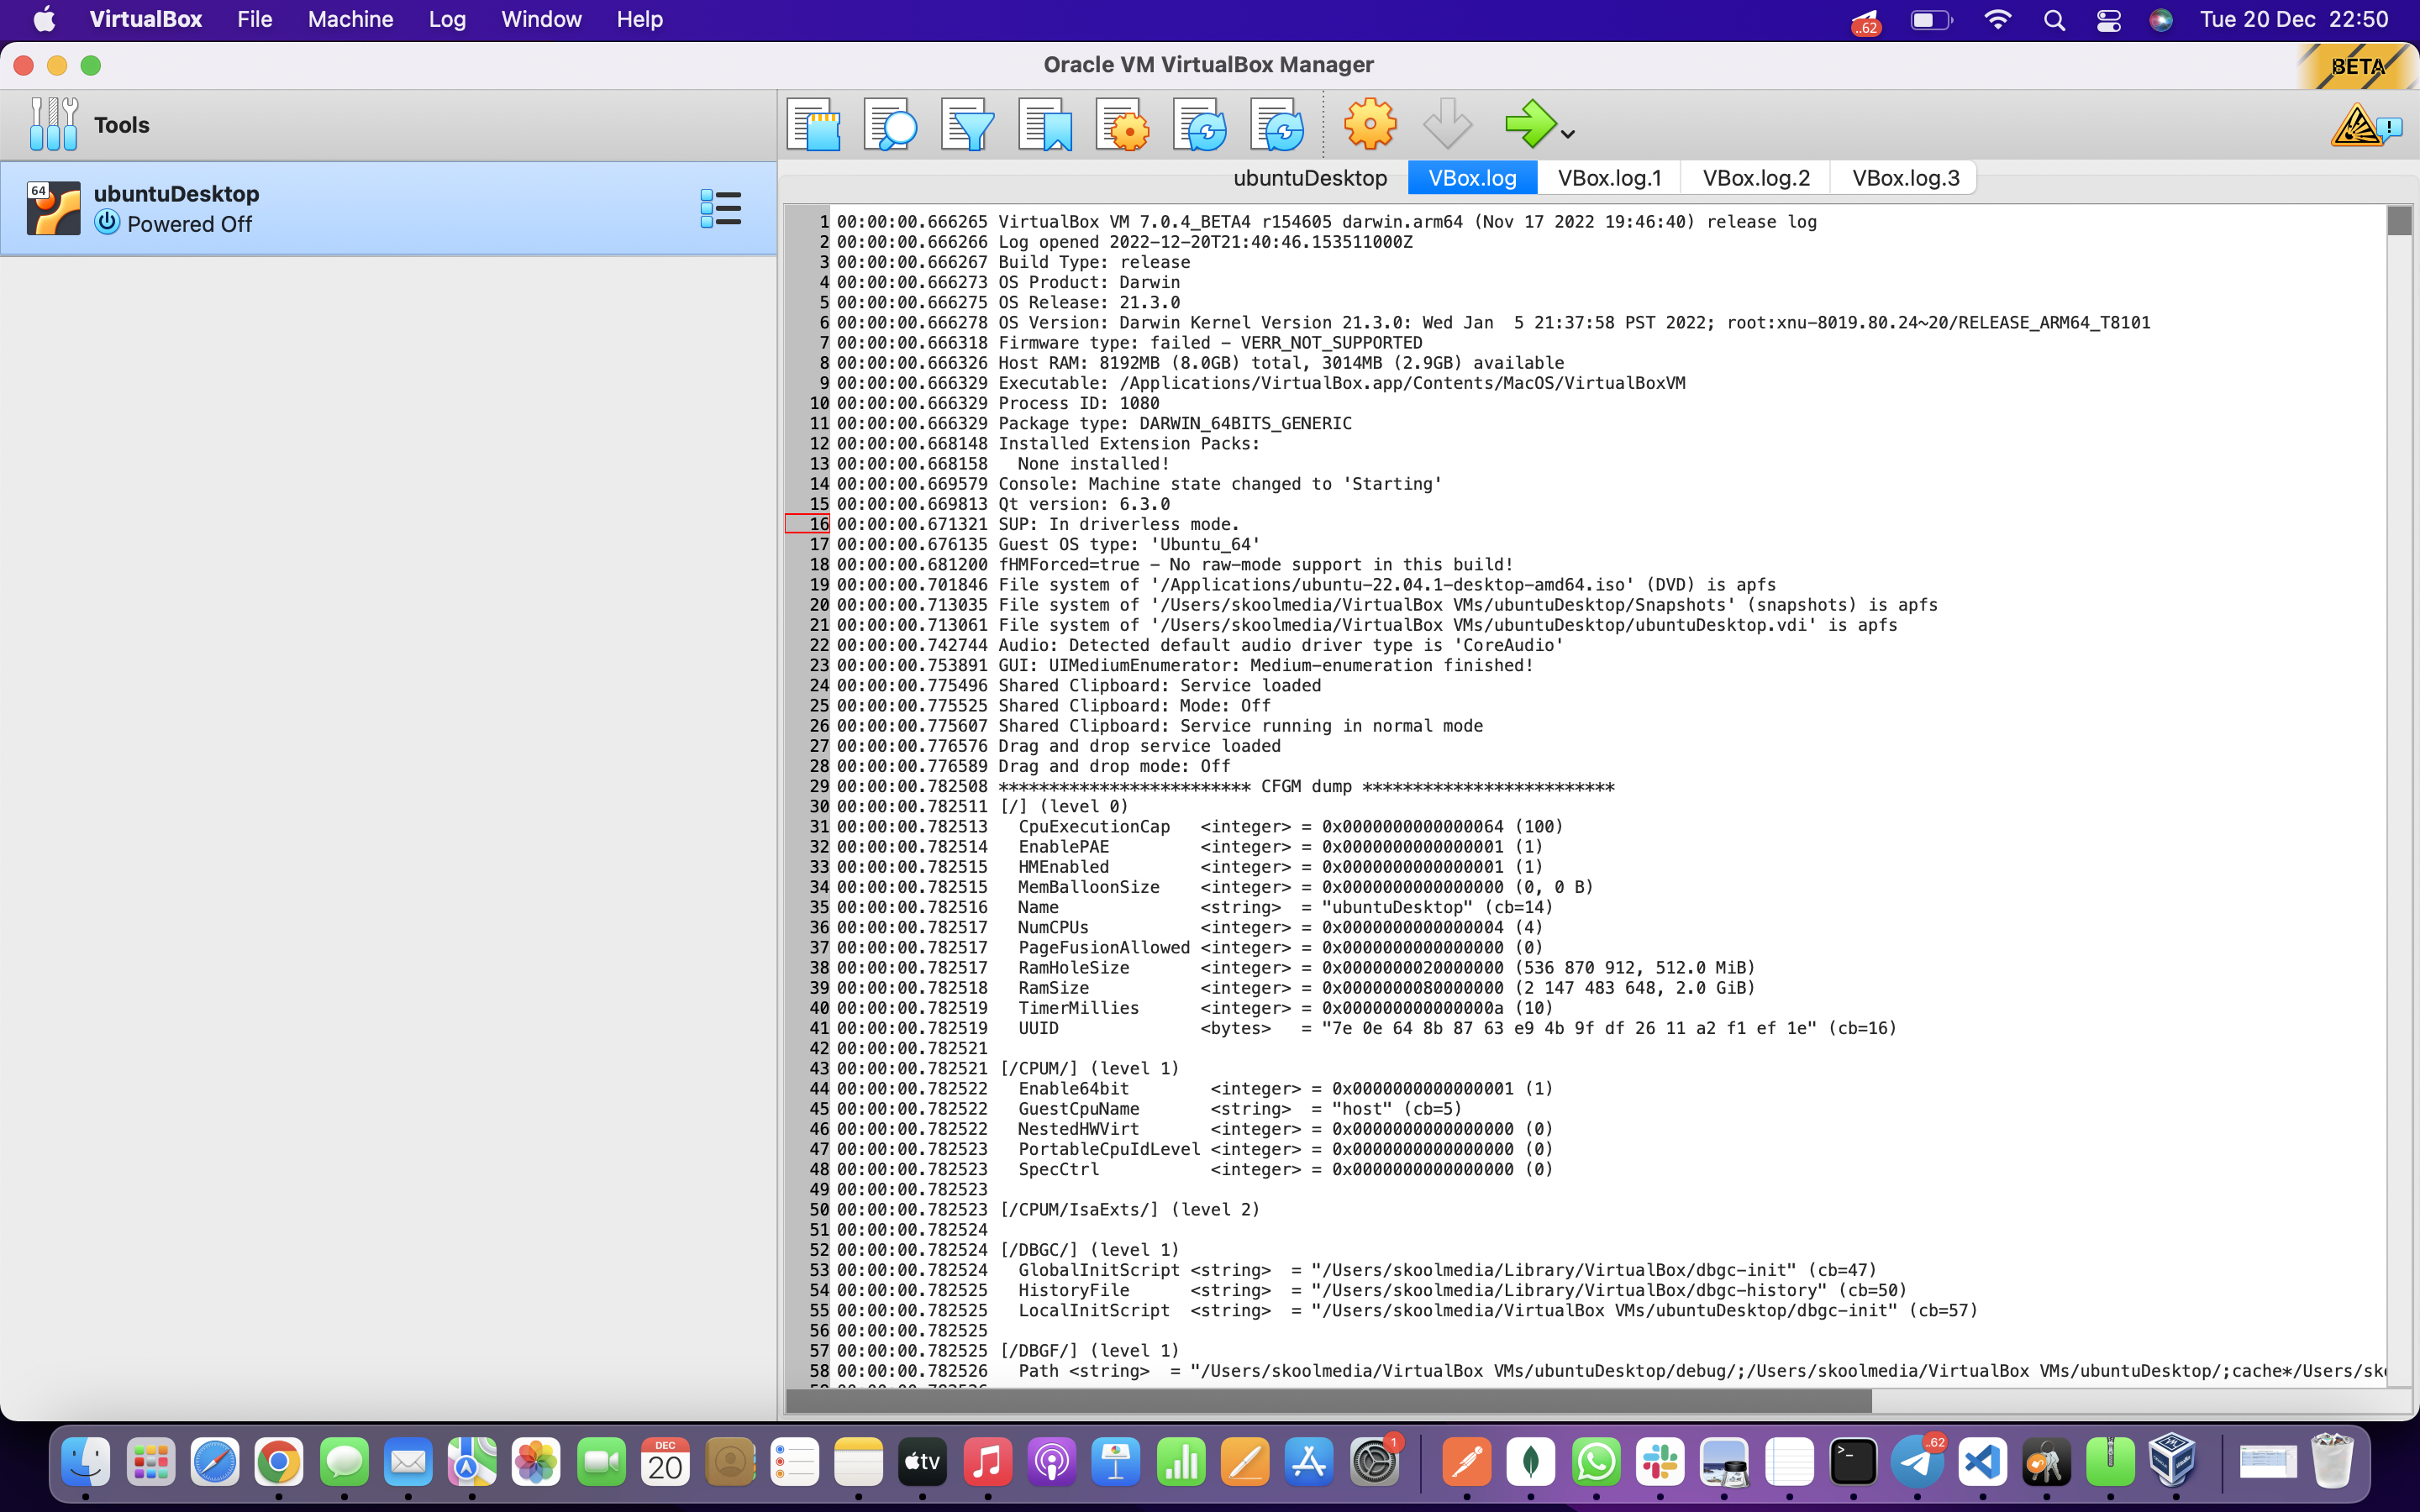 VirtualBox File Machine Log Window Help
..62
Tue 20 Dec 22:50
Oracle VM VirtualBox Manager
BETA
Tools
64
ubuntuDesktop
Powered Off
ubuntuDesktop VBox.log VBox.log.1 VBox.log.2 VBox.log.3
1 00:00:00.666265 VirtualBox VM 7.0.4_BETA4 r154605 darwin.arm64 (Nov 17 2022 19:46:40) release log
2 00:00:00.666266 Log opened 2022-12-20T21:40:46.153511000Z
3 00:00:00.666267 Build Type: release
4 00:00:00.666273 OS Product: Darwin
5 00:00:00.666275 OS Release: 21.3.0
6 00:00:00.666278 OS Version: Darwin Kernel Version 21.3.0: Wed Jan  5 21:37:58 PST 2022; root:xnu-8019.80.24~20/RELEASE_ARM64_T8101
7 00:00:00.666318 Firmware type: failed - VERR_NOT_SUPPORTED
8 00:00:00.666326 Host RAM: 8192MB (8.0GB) total, 3014MB (2.9GB) available
9 00:00:00.666329 Executable: /Applications/VirtualBox.app/Contents/MacOS/VirtualBoxVM
10 00:00:00.666329 Process ID: 1080
11 00:00:00.666329 Package type: DARWIN_64BITS_GENERIC
12 00:00:00.668148 Installed Extension Packs:
13 00:00:00.668158   None installed!
14 00:00:00.669579 Console: Machine state changed to 'Starting'
15 00:00:00.669813 Qt version: 6.3.0
16 00:00:00.671321 SUP: In driverless mode.
17 00:00:00.676135 Guest OS type: 'Ubuntu_64'
18 00:00:00.681200 fHMForced=true - No raw-mode support in this build!
19 00:00:00.701846 File system of '/Applications/ubuntu-22.04.1-desktop-amd64.iso' (DVD) is apfs
20 00:00:00.713035 File system of '/Users/skoolmedia/VirtualBox VMs/ubuntuDesktop/Snapshots' (snapshots) is apfs
21 00:00:00.713061 File system of '/Users/skoolmedia/VirtualBox VMs/ubuntuDesktop/ubuntuDesktop.vdi' is apfs
22 00:00:00.742744 Audio: Detected default audio driver type is 'CoreAudio'
23 00:00:00.753891 GUI: UIMediumEnumerator: Medium-enumeration finished!
24 00:00:00.775496 Shared Clipboard: Service loaded
25 00:00:00.775525 Shared Clipboard: Mode: Off
26 00:00:00.775607 Shared Clipboard: Service running in normal mode
27 00:00:00.776576 Drag and drop service loaded
28 00:00:00.776589 Drag and drop mode: Off
29 00:00:00.782508 ************************* CFGM dump *************************
30 00:00:00.782511 [/] (level 0)
31 00:00:00.782513   CpuExecutionCap   <integer> = 0x0000000000000064 (100)
32 00:00:00.782514   EnablePAE         <integer> = 0x0000000000000001 (1)
33 00:00:00.782515   HMEnabled         <integer> = 0x0000000000000001 (1)
34 00:00:00.782515   MemBalloonSize    <integer> = 0x0000000000000000 (0, 0 B)
35 00:00:00.782516   Name              <string>  = "ubuntuDesktop" (cb=14)
36 00:00:00.782517   NumCPUs           <integer> = 0x0000000000000004 (4)
37 00:00:00.782517   PageFusionAllowed <integer> = 0x0000000000000000 (0)
38 00:00:00.782517   RamHoleSize       <integer> = 0x0000000020000000 (536 870 912, 512.0 MiB)
39 00:00:00.782518   RamSize           <integer> = 0x0000000080000000 (2 147 483 648, 2.0 GiB)
40 00:00:00.782519   TimerMillies      <integer> = 0x000000000000000a (10)
41 00:00:00.782519   UUID              <bytes>   = "7e 0e 64 8b 87 63 e9 4b 9f df 26 11 a2 f1 ef 1e" (cb=16)
42 00:00:00.782521
43 00:00:00.782521 [/CPUM/] (level 1)
44 00:00:00.782522   Enable64bit        <integer> = 0x0000000000000001 (1)
45 00:00:00.782522   GuestCpuName       <string>  = "host" (cb=5)
46 00:00:00.782522   NestedHWVirt       <integer> = 0x0000000000000000 (0)
47 00:00:00.782523   PortableCpuIdLevel <integer> = 0x0000000000000000 (0)
48 00:00:00.782523   SpecCtrl           <integer> = 0x0000000000000000 (0)
49 00:00:00.782523
50 00:00:00.782523 [/CPUM/IsaExts/] (level 2)
51 00:00:00.782524
52 00:00:00.782524 [/DBGC/] (level 1)
53 00:00:00.782524   GlobalInitScript <string>  = "/Users/skoolmedia/Library/VirtualBox/dbgc-init" (cb=47)
54 00:00:00.782525   HistoryFile      <string>  = "/Users/skoolmedia/Library/VirtualBox/dbgc-history" (cb=50)
55 00:00:00.782525   LocalInitScript  <string>  = "/Users/skoolmedia/VirtualBox VMs/ubuntuDesktop/dbgc-init" (cb=57)
56 00:00:00.782525
57 00:00:00.782525 [/DBGF/] (level 1)
58 00:00:00.782526   Path <string>  = "/Users/skoolmedia/VirtualBox VMs/ubuntuDesktop/debug/;/Users/skoolmedia/VirtualBox VMs/ubuntuDesktop/;cache*/Users/sk
DEC
20
tv
1
..62